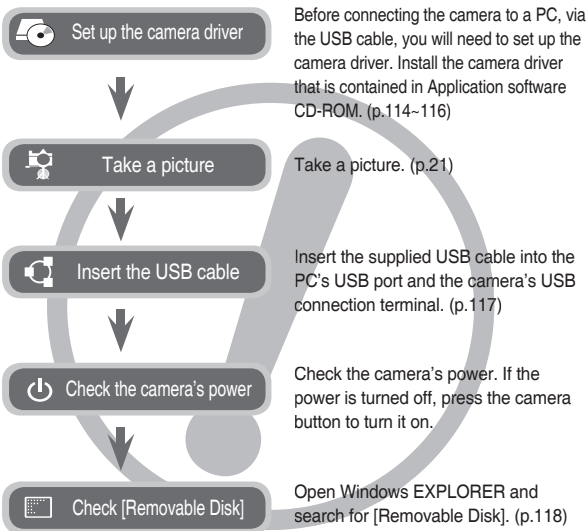 Set up the camera driver
Before connecting the camera to a PC, via
the USB cable, you will need to set up the
camera driver. Install the camera driver
that is contained in Application software
CD-ROM. (p.114~116)
Take a picture
Take a picture. (p.21)
Insert the USB cable
Insert the supplied USB cable into the
PC's USB port and the camera's USB
connection terminal. (p.117)
Check the camera's power
Check the camera's power. If the
power is turned off, press the camera
button to turn it on.
Check [Removable Disk]
Open Windows EXPLORER and
search for [Removable Disk]. (p.118)